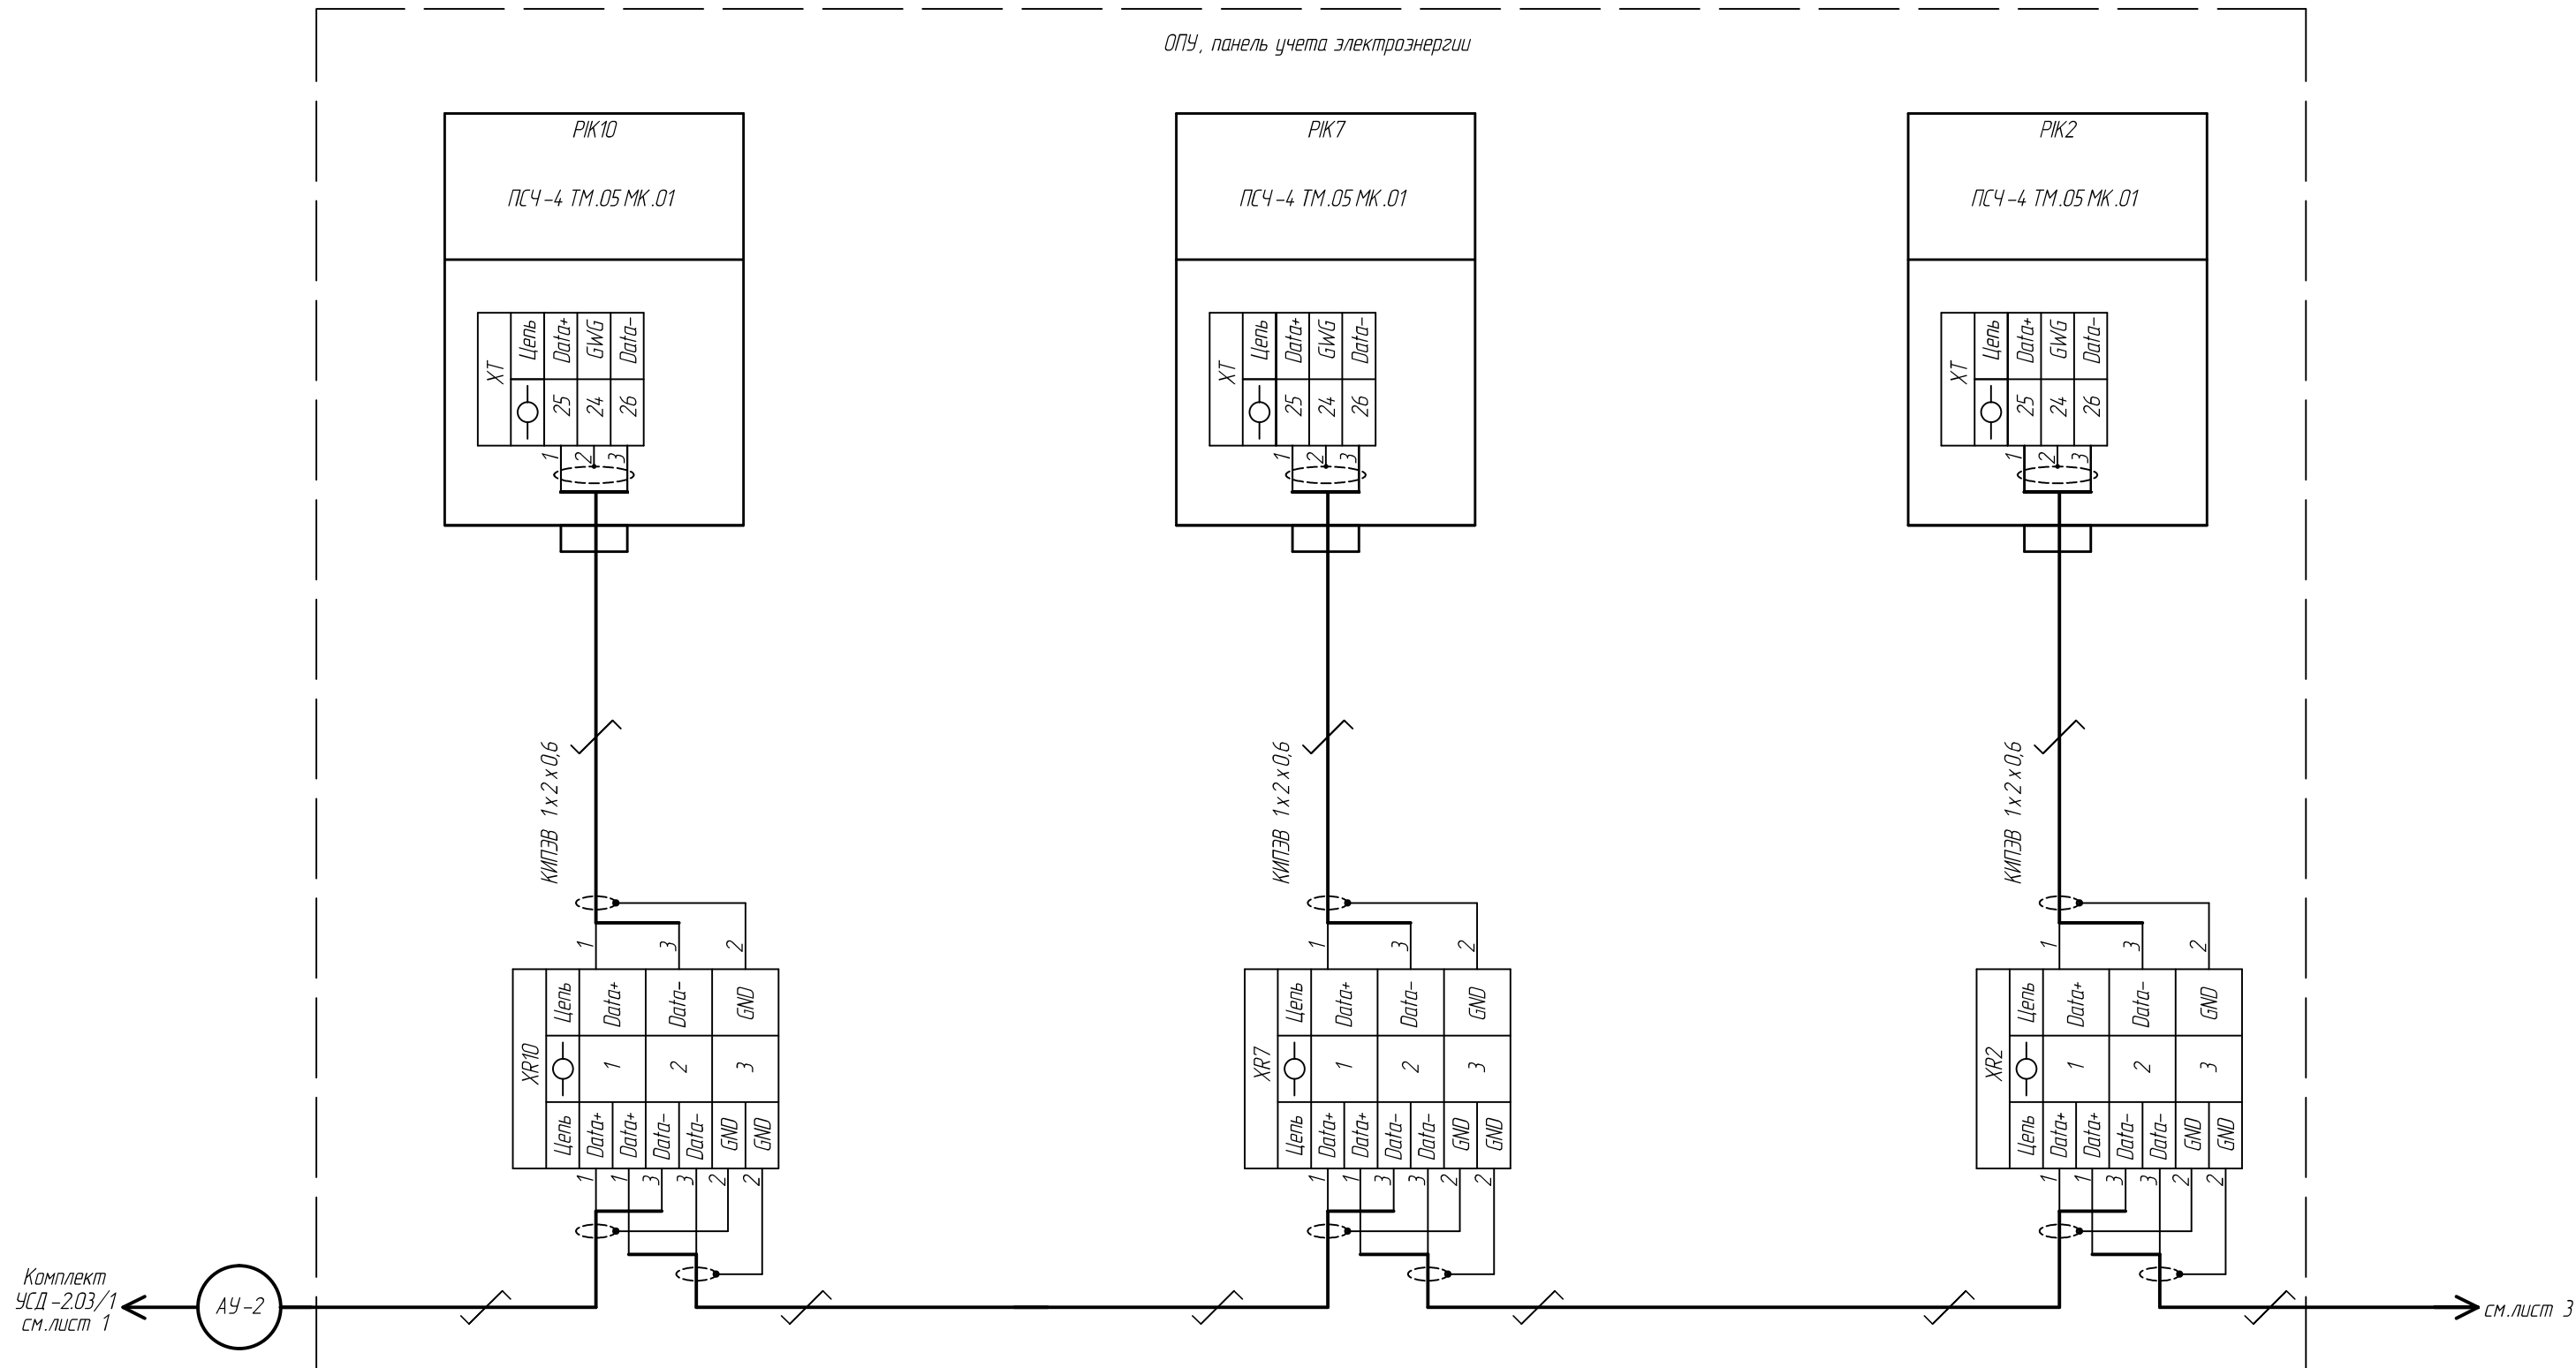 ОПУ, панель учета электроэнергии
PIK10
ПСЧ-4 ТМ.05 МК.01
XT
Цепь
Data+
GWG
Data-
25
24
26
1
2
3
КИПЭВ 1х2х0,6
1
3
2
XR10
Цепь
Data+
Data-
GND
1
2
3
Цепь
Data+
Data+
Data-
Data-
GND
GND
1
1
3
3
2
2
PIK7
ПСЧ-4 ТМ.05 МК.01
XT
Цепь
Data+
GWG
Data-
25
24
26
1
2
3
КИПЭВ 1х2х0,6
1
3
2
XR7
Цепь
Data+
Data-
GND
1
2
3
Цепь
Data+
Data+
Data-
Data-
GND
GND
1
1
3
3
2
2
PIK2
ПСЧ-4 ТМ.05 МК.01
XT
Цепь
Data+
GWG
Data-
25
24
26
1
2
3
КИПЭВ 1х2х0,6
1
3
2
XR2
Цепь
Data+
Data-
GND
1
2
3
Цепь
Data+
Data+
Data-
Data-
GND
GND
1
1
3
3
2
2
Комплект
УСД-2.03/1
см.лист 1
АУ-2
см.лист 3